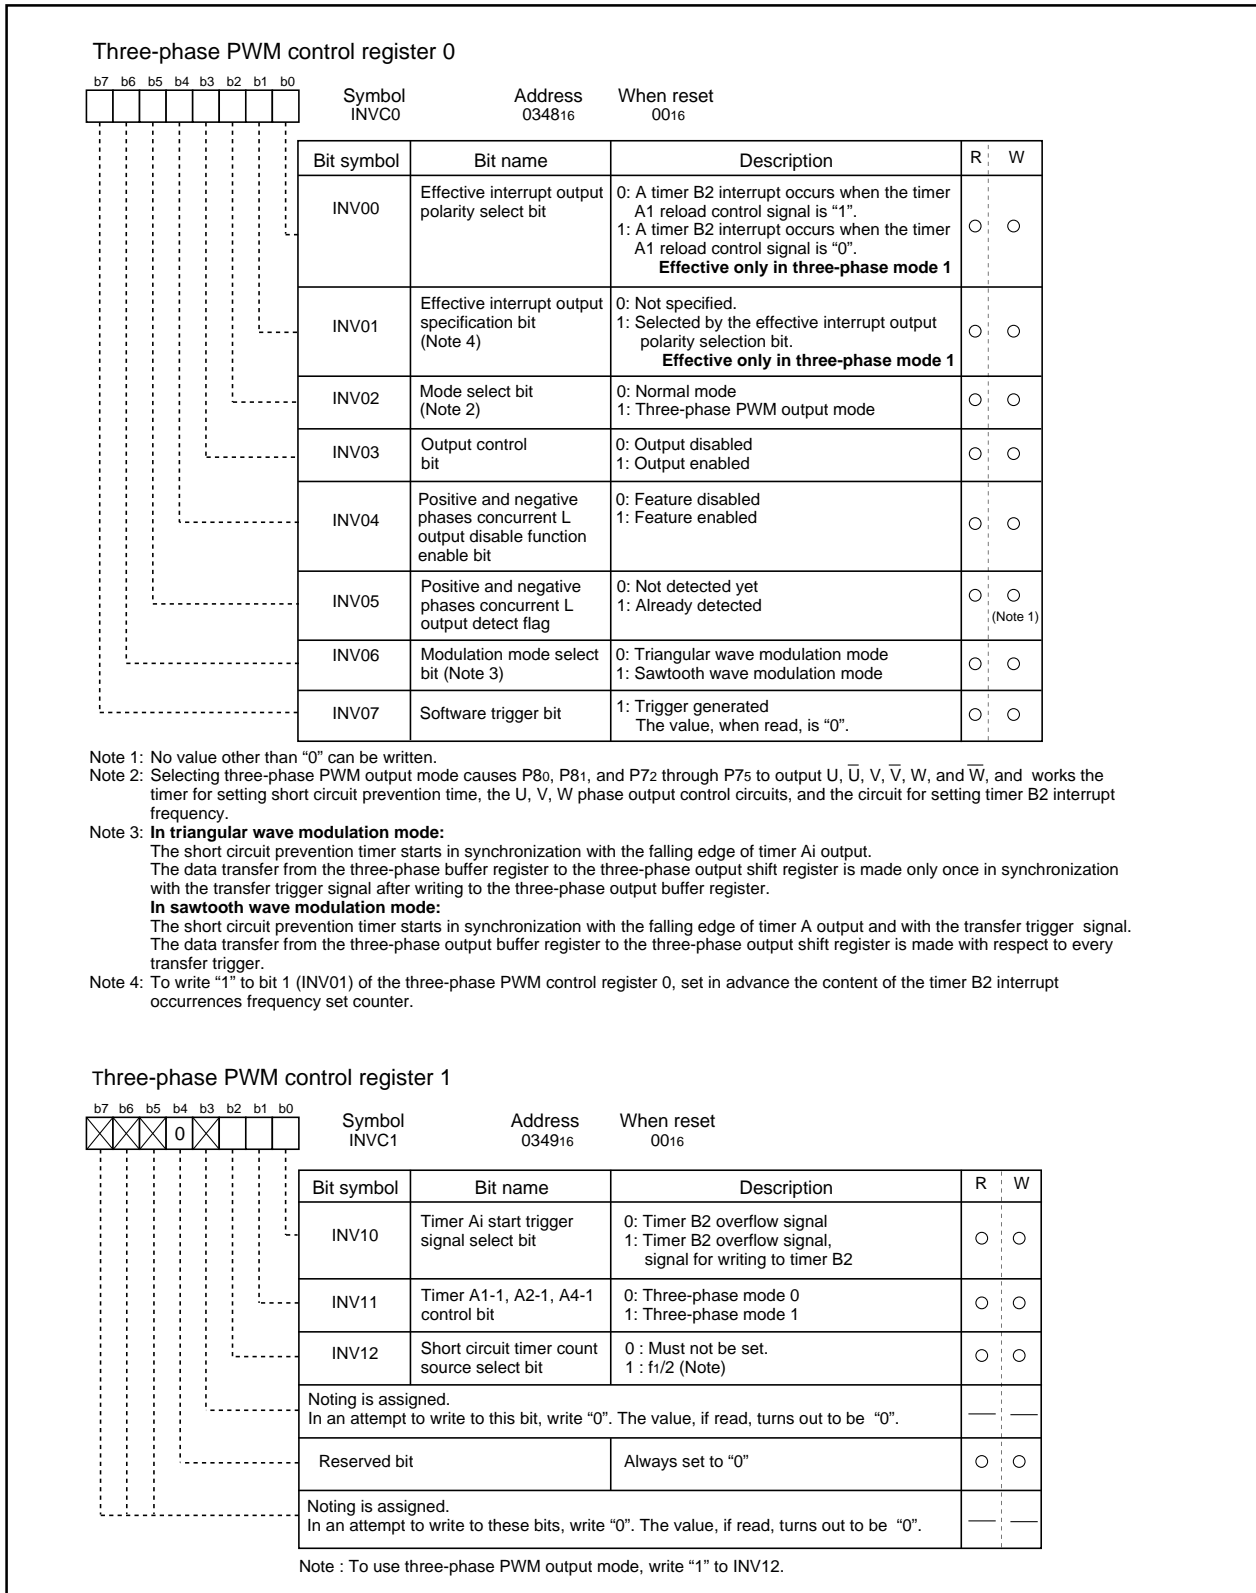 Three-phase PWM control register 0
b7 b6 b5 b4 b3 b2 b1 b0
Symbol Address When reset
INVC0 034816 0016
Bit symbol Bit name Description R W
INV00 Effective interrupt output 0: A timer B2 interrupt occurs when the timer
polarity select bit A1 reload control signal is “1”.
1: A timer B2 interrupt occurs when the timer
A1 reload control signal is “0”.
Effective only in three-phase mode 1
INV01 Effective interrupt output 0: Not specified.
specification bit 1: Selected by the effective interrupt output
(Note 4) polarity selection bit.
Effective only in three-phase mode 1
INV02 Mode select bit 0: Normal mode
(Note 2) 1: Three-phase PWM output mode
INV03 Output control 0: Output disabled
bit 1: Output enabled
INV04 Positive and negative 0: Feature disabled
phases concurrent L 1: Feature enabled
output disable function
enable bit
INV05 Positive and negative 0: Not detected yet
phases concurrent L 1: Already detected
output detect flag (Note 1)
INV06 Modulation mode select 0: Triangular wave modulation mode
bit (Note 3) 1: Sawtooth wave modulation mode
INV07 Software trigger bit 1: Trigger generated
The value, when read, is “0”.
Note 1: No value other than “0” can be written.
Note 2: Selecting three-phase PWM output mode causes P80, P81, and P72 through P75 to output U, U̅, V, V̅, W, and W̅, and works the
timer for setting short circuit prevention time, the U, V, W phase output control circuits, and the circuit for setting timer B2 interrupt
frequency.
Note 3: In triangular wave modulation mode:
The short circuit prevention timer starts in synchronization with the falling edge of timer Ai output.
The data transfer from the three-phase buffer register to the three-phase output shift register is made only once in synchronization
with the transfer trigger signal after writing to the three-phase output buffer register.
In sawtooth wave modulation mode:
The short circuit prevention timer starts in synchronization with the falling edge of timer A output and with the transfer trigger signal.
The data transfer from the three-phase output buffer register to the three-phase output shift register is made with respect to every
transfer trigger.
Note 4: To write “1” to bit 1 (INV01) of the three-phase PWM control register 0, set in advance the content of the timer B2 interrupt
occurrences frequency set counter.
Three-phase PWM control register 1
b7 b6 b5 b4 b3 b2 b1 b0
0
Symbol Address When reset
INVC1 034916 0016
Bit symbol Bit name Description R W
INV10 Timer Ai start trigger 0: Timer B2 overflow signal
signal select bit 1: Timer B2 overflow signal,
signal for writing to timer B2
INV11 Timer A1-1, A2-1, A4-1 0: Three-phase mode 0
control bit 1: Three-phase mode 1
INV12 Short circuit timer count 0 : Must not be set.
source select bit 1 : f1/2 (Note)
Noting is assigned.
In an attempt to write to this bit, write “0”. The value, if read, turns out to be “0”.
Reserved bit Always set to “0”
Noting is assigned.
In an attempt to write to these bits, write “0”. The value, if read, turns out to be “0”.
Note : To use three-phase PWM output mode, write “1” to INV12.